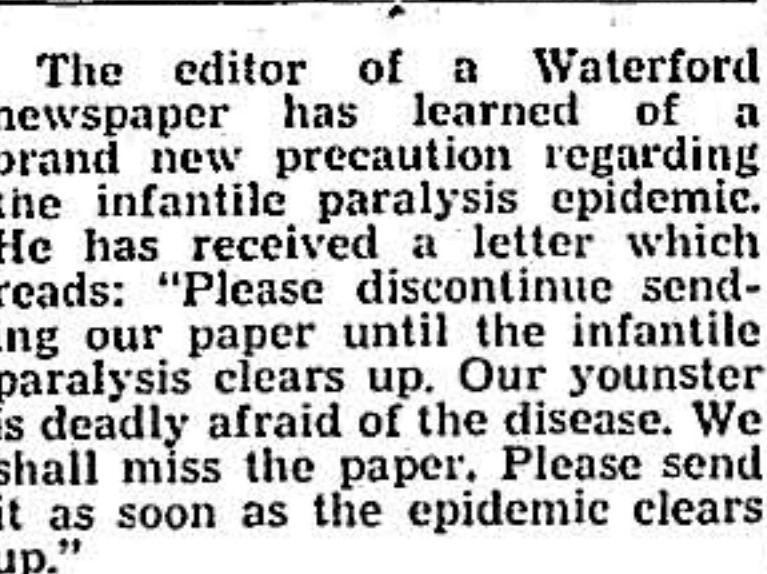 The editor of a Waterford
newspaper has learned of a
brand new precaution regarding
the infantile paralysis epidemic.
He has received a letter which
reads: "Please discontinue send-
ing our paper until the infantile
paralysis clears up. Our younster
is deadly afraid of the disease. We
shall miss the paper. Please send
it as soon as the epidemic clears
up."